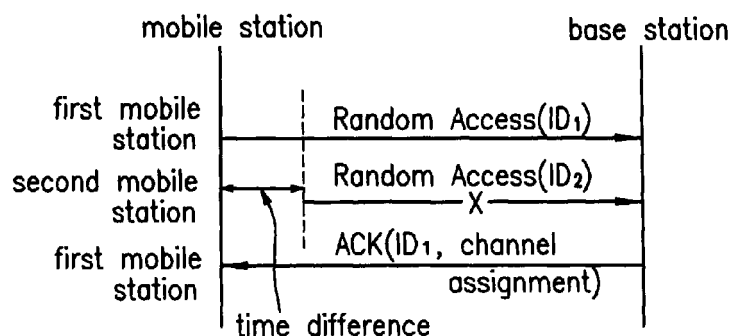 mobile station
base station
first mobile station
Random Access(ID₁)
second mobile station
Random Access(ID₂)
X
first mobile station
ACK(ID₁, channel assignment)
time difference